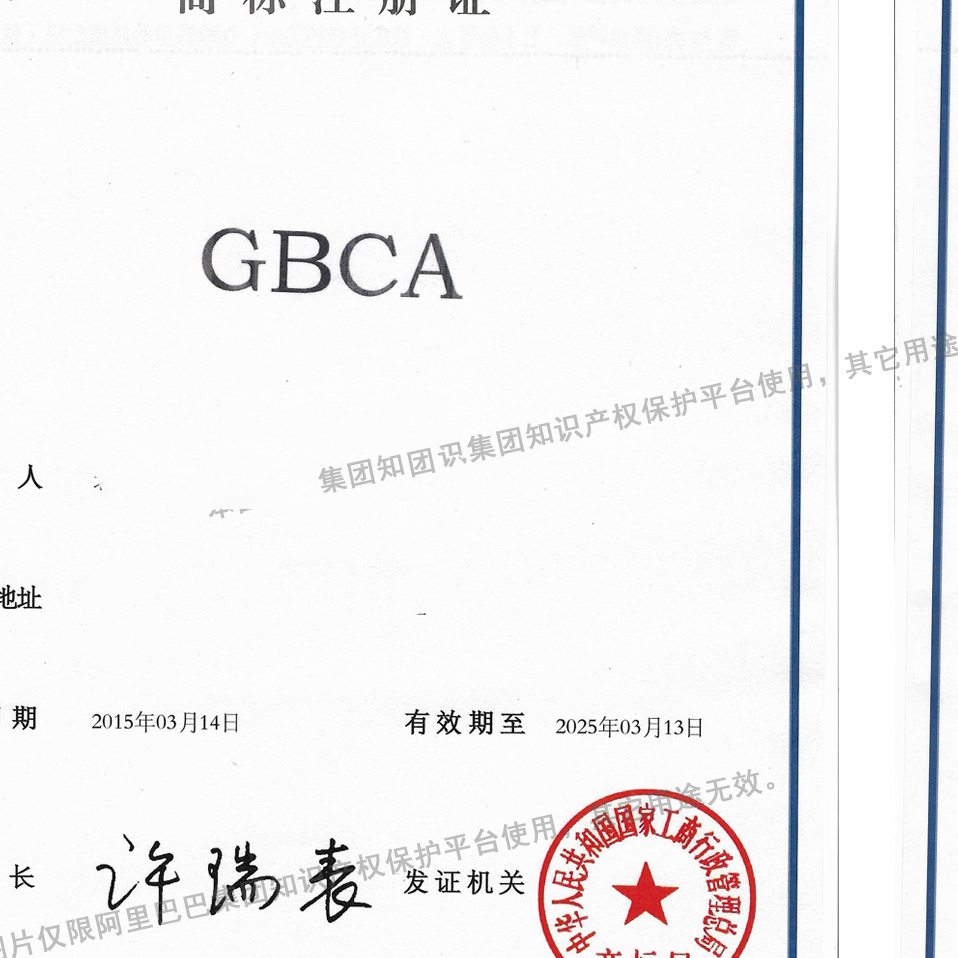 商标注册证
GBCA
集团知团识集团知识产权保护平台使用，其它用途
人
地址
期 2015年03月14日 有效期至 2025年03月13日
片仅限阿里巴巴集团知识产权保护平台使用，其它用途无效。
长 许瑞表 发证机关
中华人民共和国国家工商行政管理总局
商标局